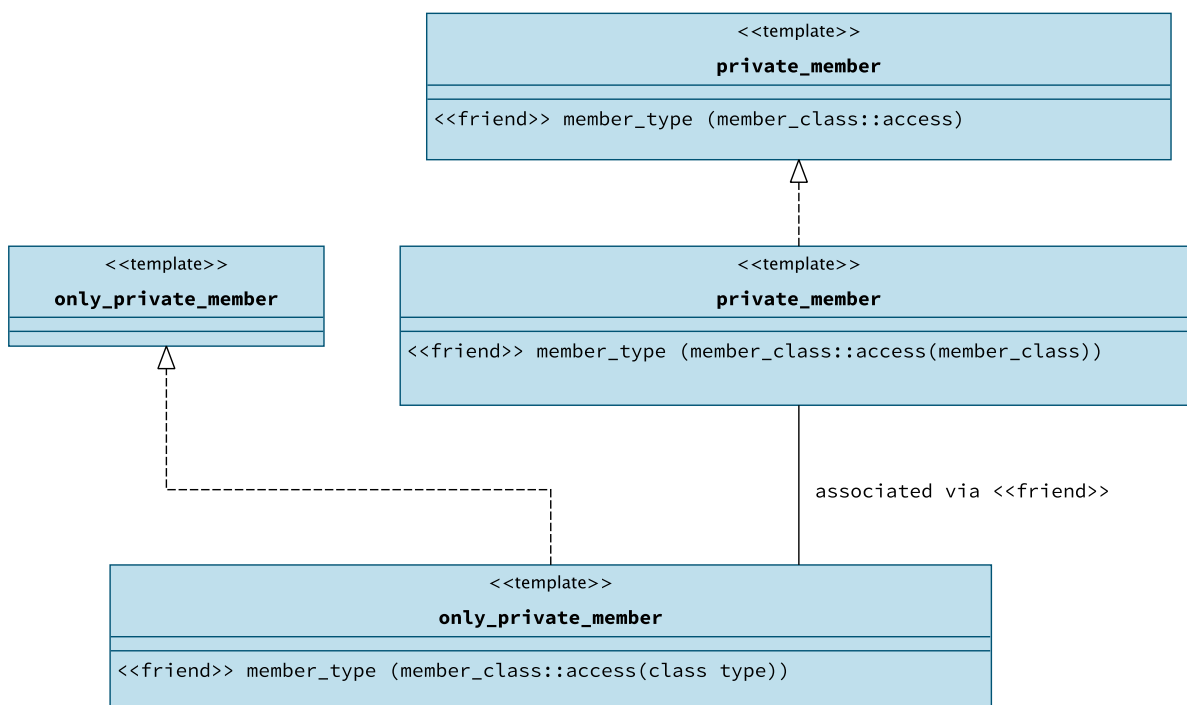 <<template>>
private_member
<<friend>> member_type (member_class::access)
<<template>>
only_private_member
<<template>>
private_member
<<friend>> member_type (member_class::access(member_class))
associated via <<friend>>
<<template>>
only_private_member
<<friend>> member_type (member_class::access(class type))